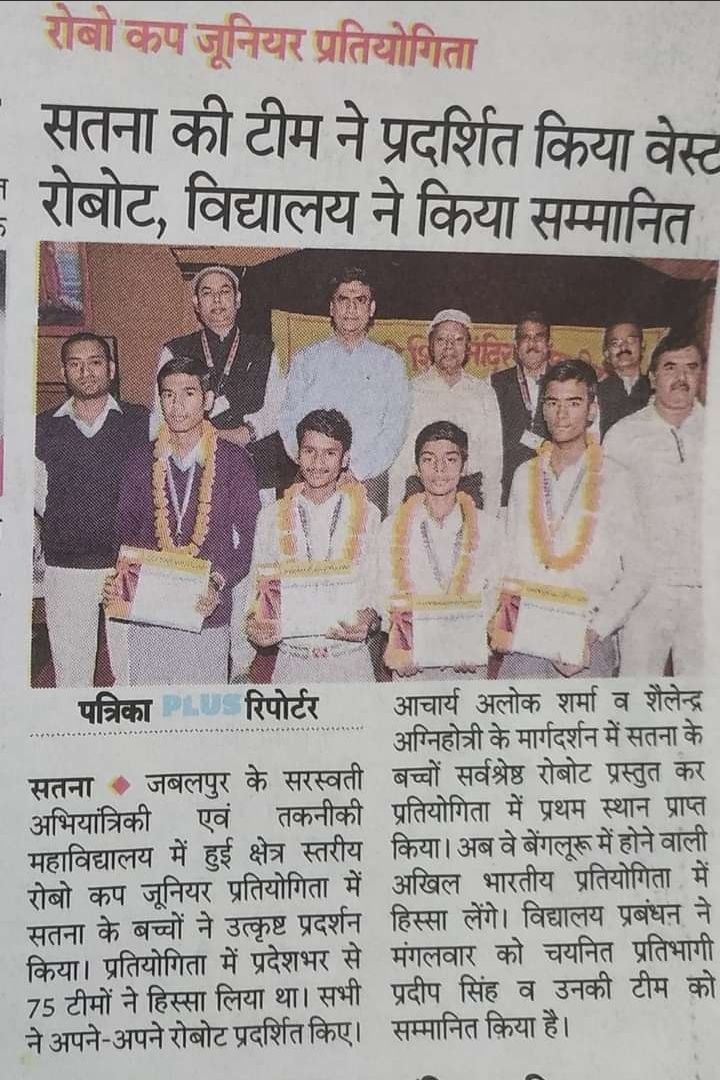 रोबो कप जूनियर प्रतियोगिता
सतना की टीम ने प्रदर्शित किया वेस्ट
रोबोट, विद्यालय ने किया सम्मानित
पत्रिका PLUS रिपोर्टर
सतना ◆ जबलपुर के सरस्वती
अभियांत्रिकी एवं तकनीकी
महाविद्यालय में हुई क्षेत्र स्तरीय
रोबो कप जूनियर प्रतियोगिता में
सतना के बच्चों ने उत्कृष्ट प्रदर्शन
किया। प्रतियोगिता में प्रदेशभर से
75 टीमों ने हिस्सा लिया था। सभी
ने अपने-अपने रोबोट प्रदर्शित किए।
आचार्य अलोक शर्मा व शैलेन्द्र
अग्निहोत्री के मार्गदर्शन में सतना के
बच्चों सर्वश्रेष्ठ रोबोट प्रस्तुत कर
प्रतियोगिता में प्रथम स्थान प्राप्त
किया। अब वे बेंगलूरू में होने वाली
अखिल भारतीय प्रतियोगिता में
हिस्सा लेंगे। विद्यालय प्रबंधन ने
मंगलवार को चयनित प्रतिभागी
प्रदीप सिंह व उनकी टीम को
सम्मानित किया है।